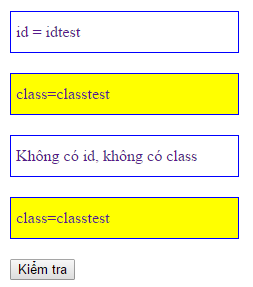 id = idtest
class=classtest
Không có id, không có class
class=classtest
Kiểm tra